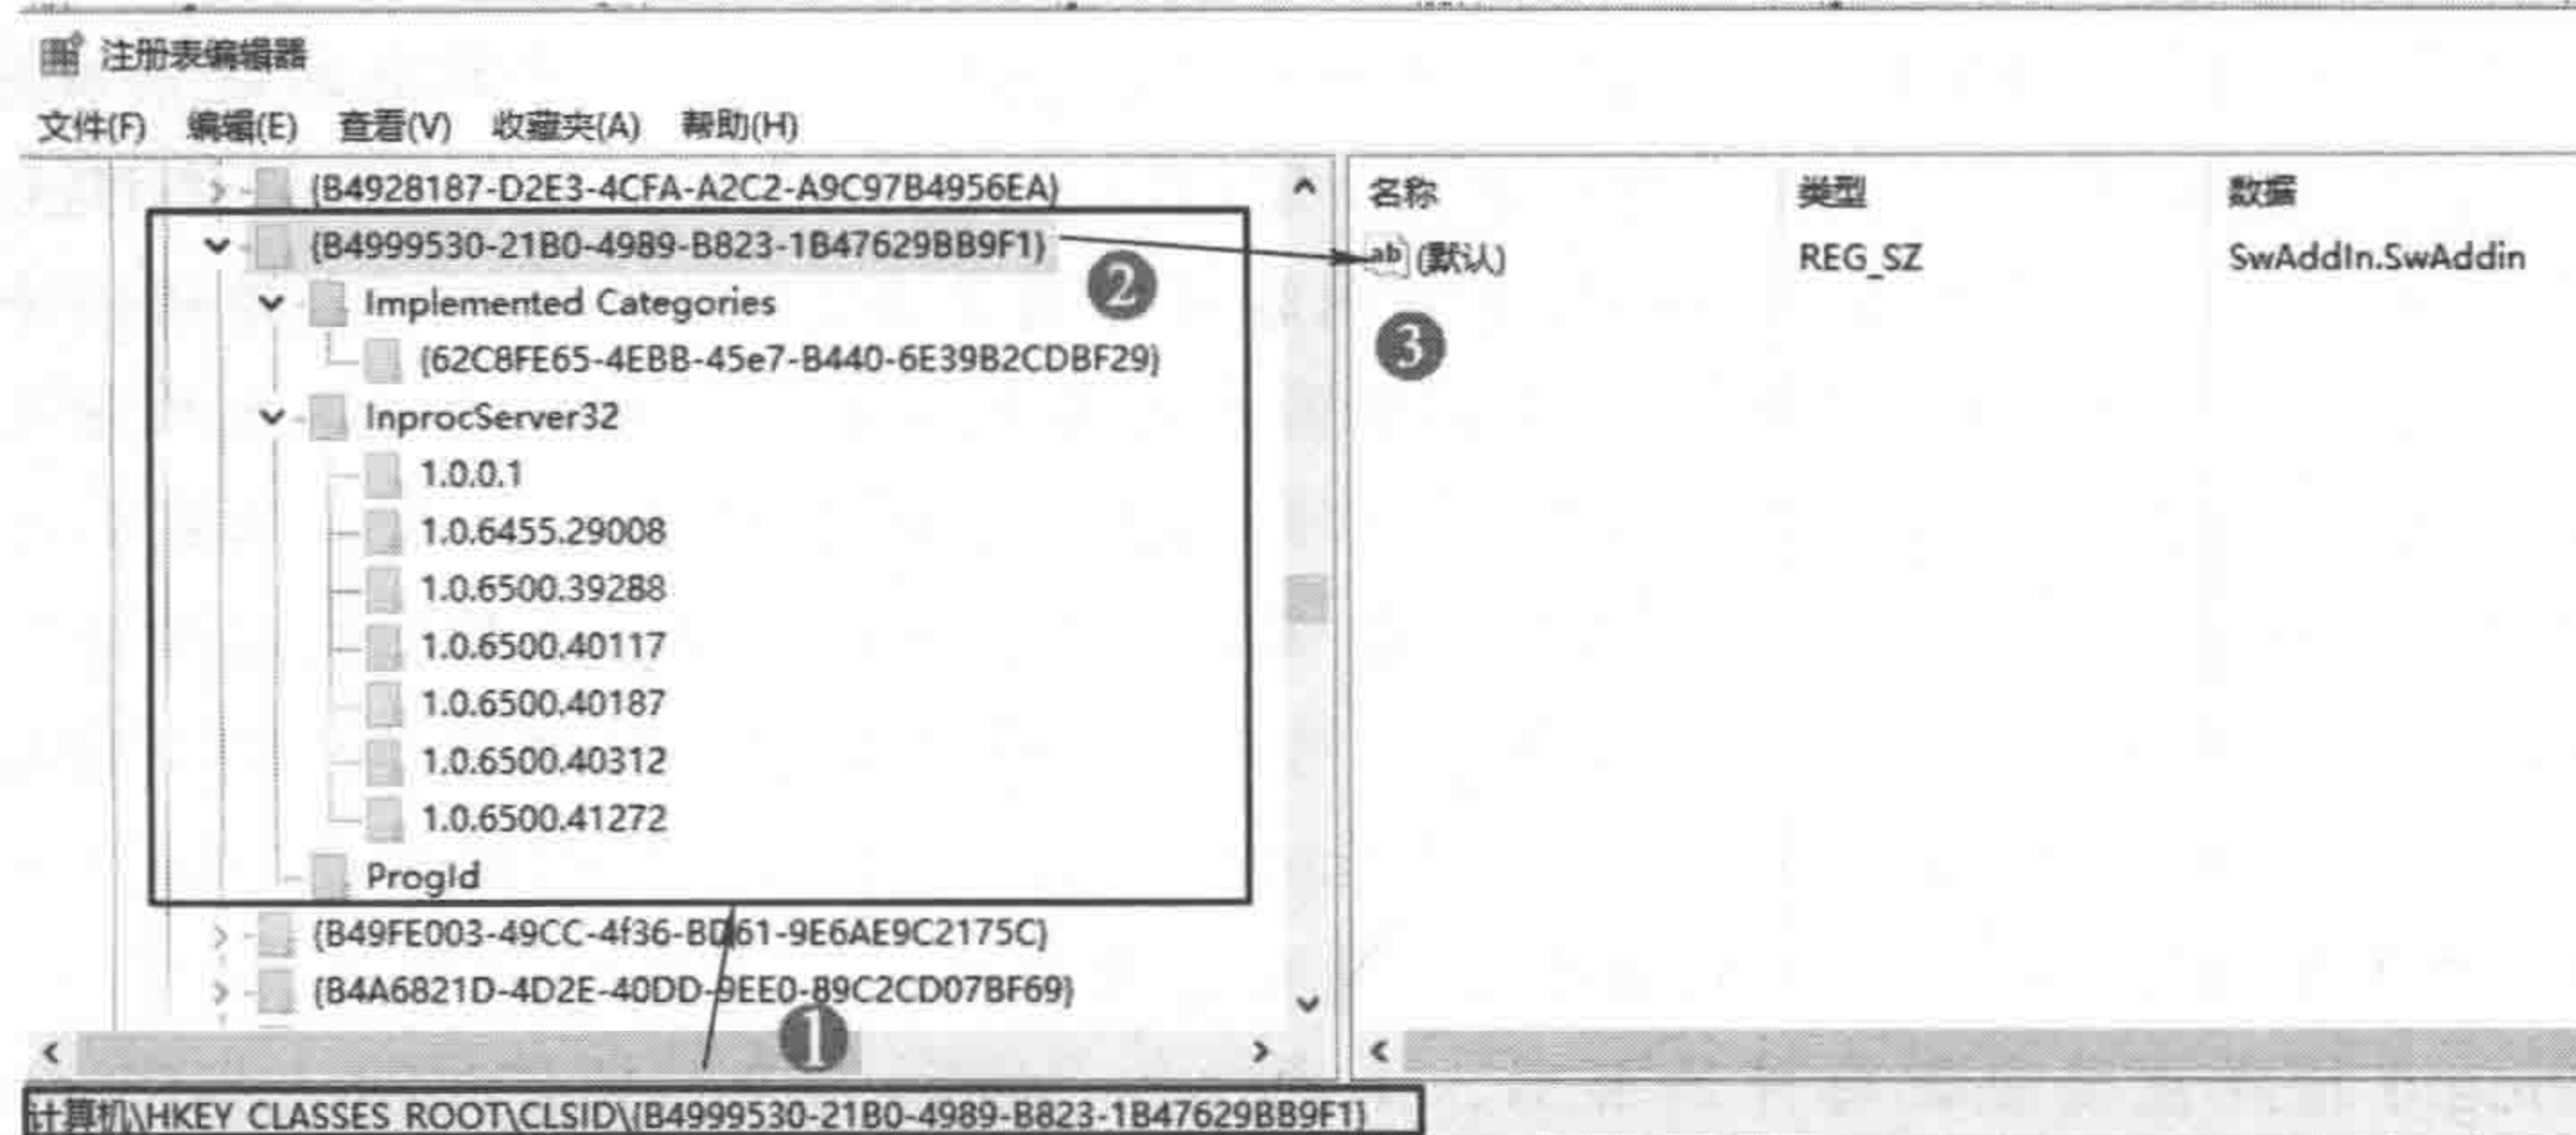 注册表编辑器
文件(F) 编辑(E) 查看(V) 收藏夹(A) 帮助(H)
{B4928187-D2E3-4CFA-A2C2-A9C97B4956EA}
{B4999530-21B0-4989-B823-1B47629BB9F1}
Implemented Categories
{62C8FE65-4EBB-45e7-B440-6E39B2CDBF29}
InprocServer32
1.0.0.1
1.0.6455.29008
1.0.6500.39288
1.0.6500.40117
1.0.6500.40187
1.0.6500.40312
1.0.6500.41272
ProgId
{B49FE003-49CC-4f36-BD61-9E6AE9C2175C}
{B4A6821D-4D2E-40DD-9EE0-89C2CD07BF69}
名称 类型 数据
ab (默认) REG_SZ SwAddIn.SwAddin
2
3
1
计算机\HKEY_CLASSES_ROOT\CLSID\{B4999530-21B0-4989-B823-1B47629BB9F1}